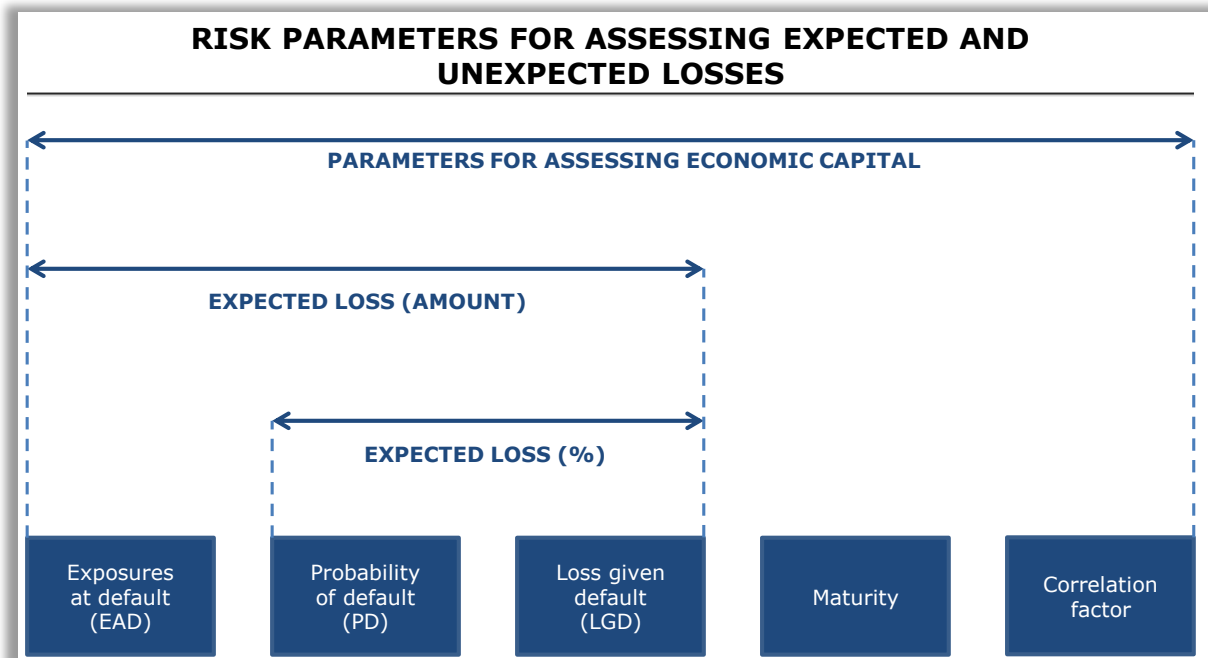 RISK PARAMETERS FOR ASSESSING EXPECTED AND
UNEXPECTED LOSSES
PARAMETERS FOR ASSESSING ECONOMIC CAPITAL
EXPECTED LOSS (AMOUNT)
EXPECTED LOSS (%)
Exposures
at default
(EAD)
Probability
of default
(PD)
Loss given
default
(LGD)
Maturity
Correlation
factor